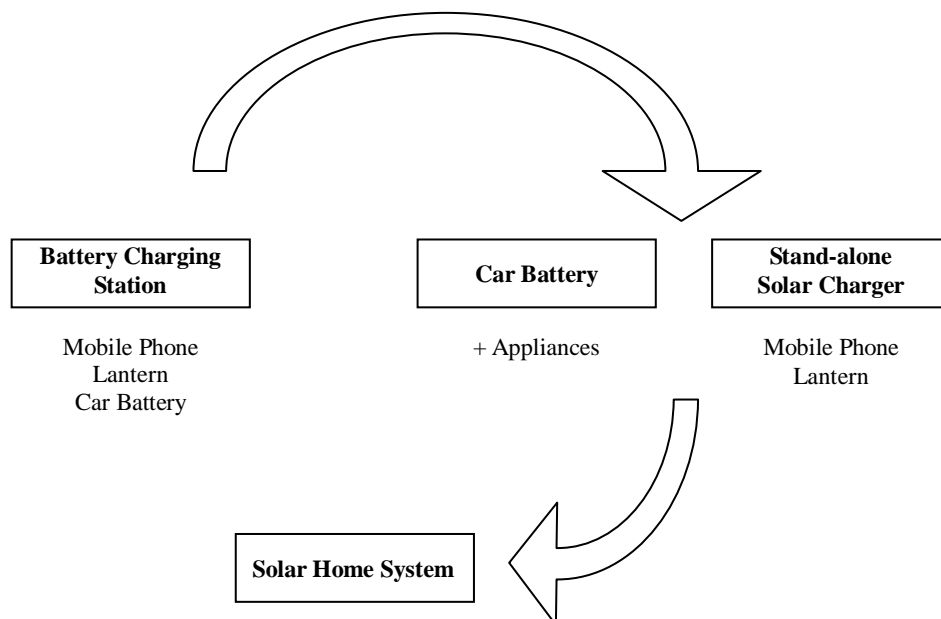 Battery Charging
Station
Car Battery
Stand-alone
Solar Charger
Mobile Phone
Lantern
Car Battery
+ Appliances
Mobile Phone
Lantern
Solar Home System